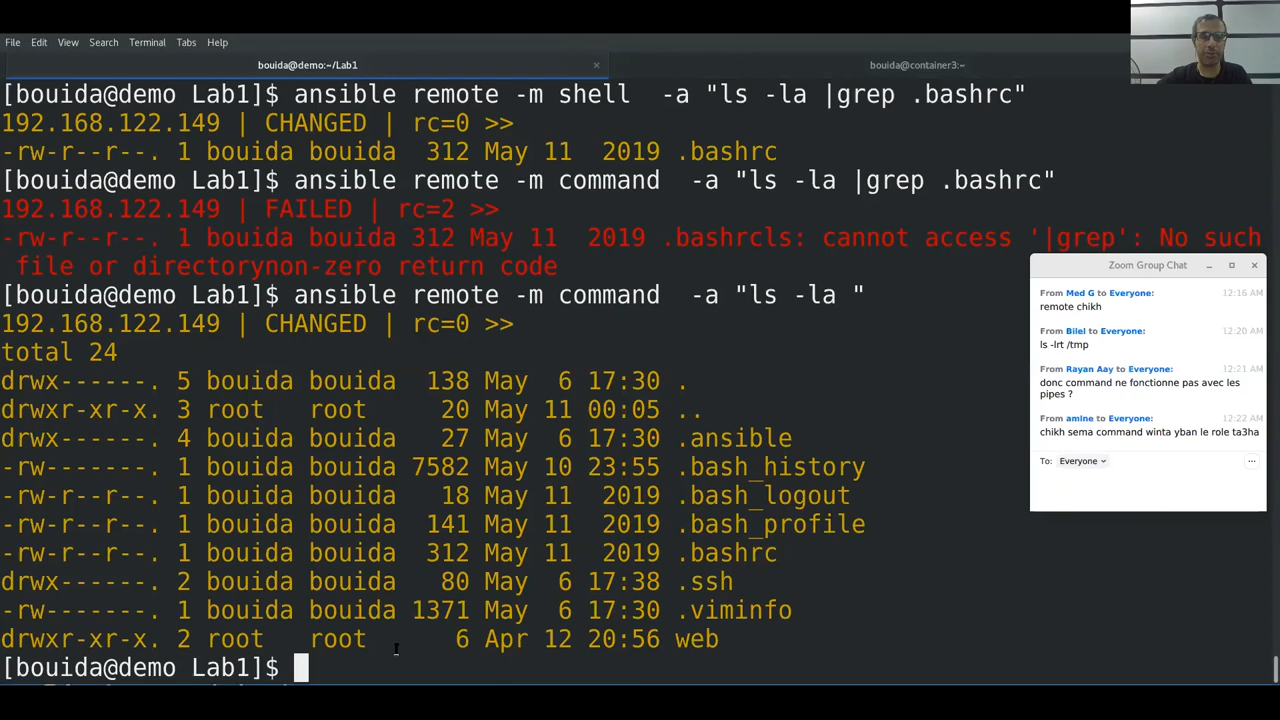 File Edit View Search Terminal Tabs Help
bouida@demo:~/Lab1 × bouida@container3:~
[bouida@demo Lab1]$ ansible remote -m shell  -a "ls -la |grep .bashrc"
192.168.122.149 | CHANGED | rc=0 >>
-rw-r--r--. 1 bouida bouida  312 May 11  2019 .bashrc
[bouida@demo Lab1]$ ansible remote -m command  -a "ls -la |grep .bashrc"
192.168.122.149 | FAILED | rc=2 >>
-rw-r--r--. 1 bouida bouida 312 May 11  2019 .bashrcls: cannot access '|grep': No such
 file or directorynon-zero return code
[bouida@demo Lab1]$ ansible remote -m command  -a "ls -la "
192.168.122.149 | CHANGED | rc=0 >>
total 24
drwx------. 5 bouida bouida  138 May  6 17:30 .
drwxr-xr-x. 3 root   root     20 May 11 00:05 ..
drwx------. 4 bouida bouida   27 May  6 17:30 .ansible
-rw-------. 1 bouida bouida 7582 May 10 23:55 .bash_history
-rw-r--r--. 1 bouida bouida   18 May 11  2019 .bash_logout
-rw-r--r--. 1 bouida bouida  141 May 11  2019 .bash_profile
-rw-r--r--. 1 bouida bouida  312 May 11  2019 .bashrc
drwx------. 2 bouida bouida   80 May  6 17:38 .ssh
-rw-------. 1 bouida bouida 1371 May  6 17:30 .viminfo
drwxr-xr-x. 2 root   root      6 Apr 12 20:56 web
[bouida@demo Lab1]$
Zoom Group Chat
From Med G to Everyone: 12:16 AM
remote chikh
From Bilel to Everyone: 12:20 AM
ls -lrt /tmp
From Rayan Aay to Everyone: 12:21 AM
donc command ne fonctionne pas avec les
pipes ?
From amine to Everyone: 12:22 AM
chikh sema command winta yban le role ta3ha
To: Everyone